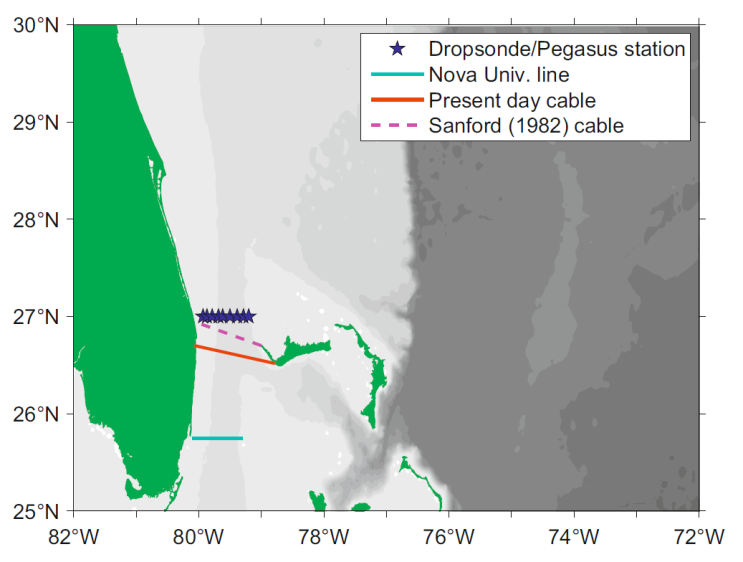 30°N
Dropsonde/Pegasus station
Nova Univ. line
29°N
Present day cable
Sanford (1982) cable
28°N
27°N
26°N
25°N
82°W 80°W 78°W 76°W 74°W 72°W